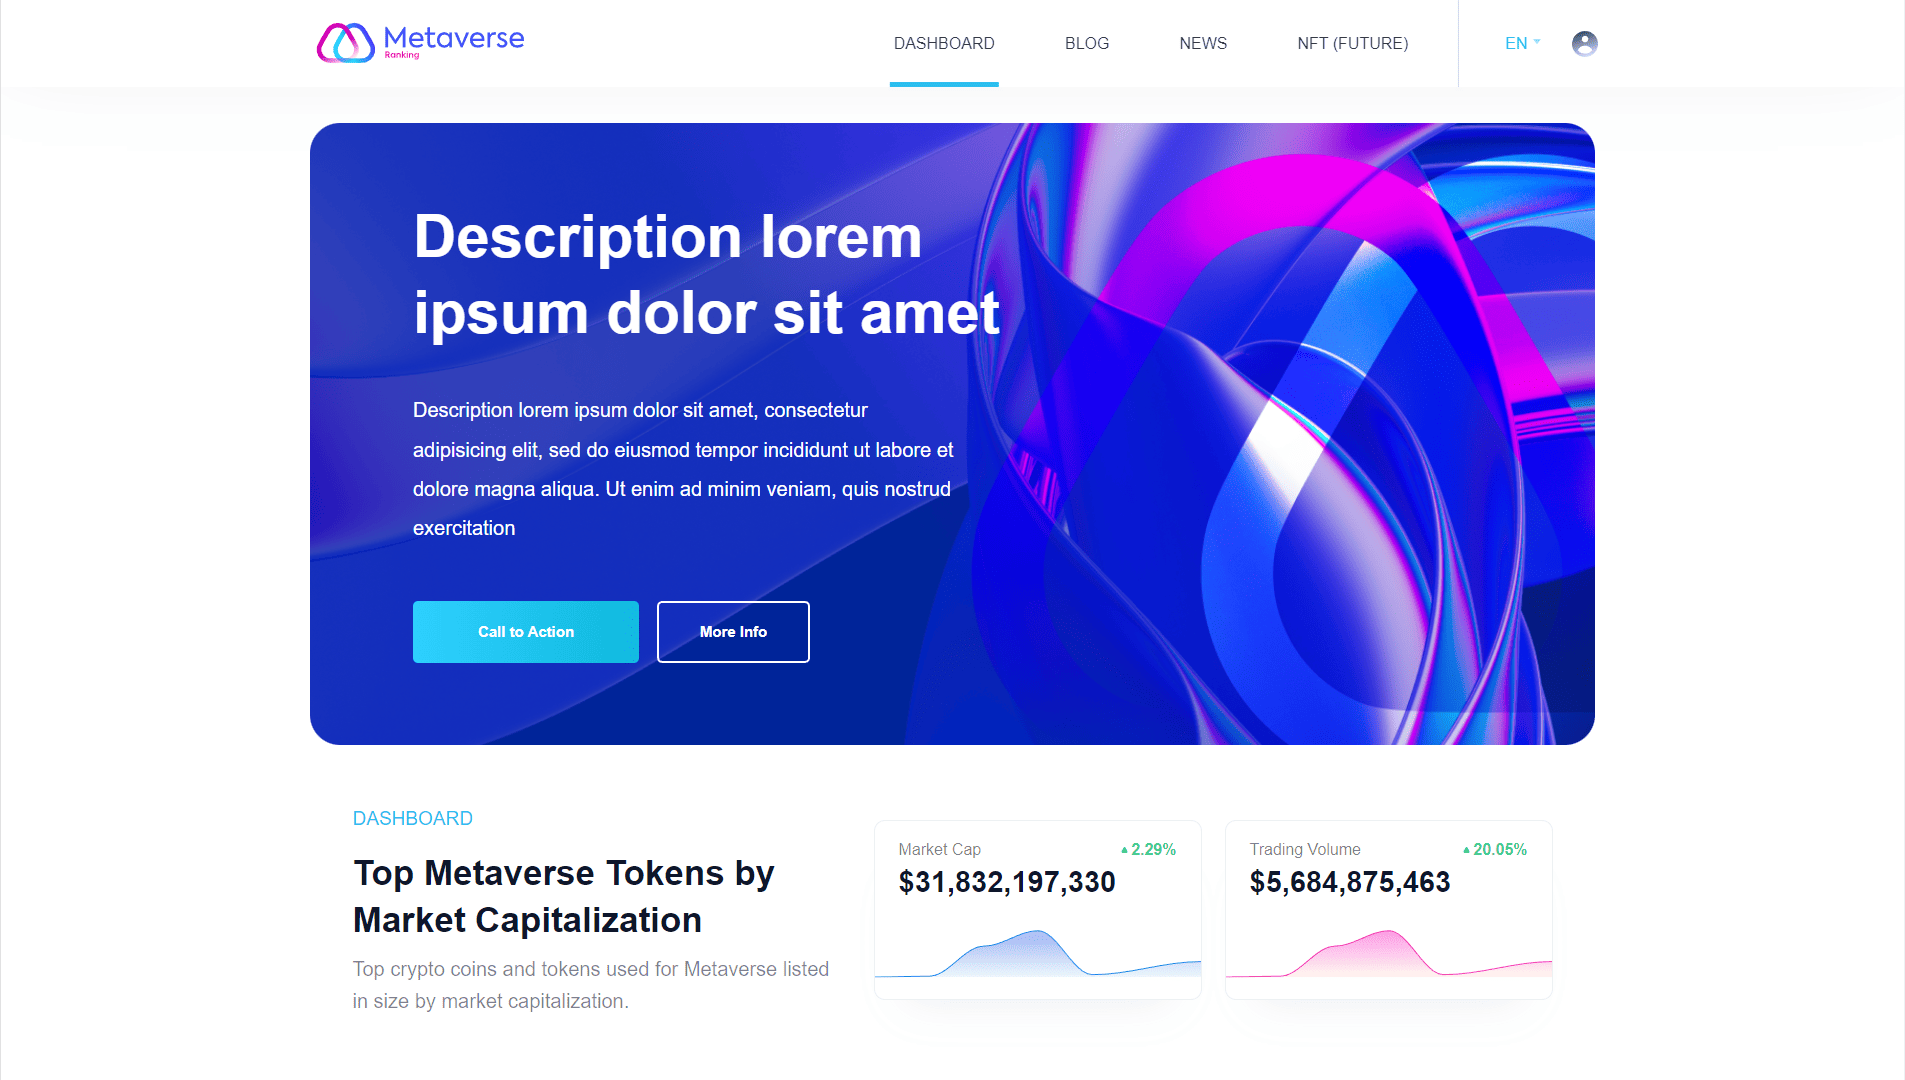 Metaverse
Ranking
DASHBOARD
BLOG
NEWS
NFT (FUTURE)
EN
Description lorem
ipsum dolor sit amet
Description lorem ipsum dolor sit amet, consectetur
adipisicing elit, sed do eiusmod tempor incididunt ut labore et
dolore magna aliqua. Ut enim ad minim veniam, quis nostrud
exercitation
Call to Action
More Info
DASHBOARD
Top Metaverse Tokens by
Market Capitalization
Top crypto coins and tokens used for Metaverse listed
in size by market capitalization.
Market Cap
2.29%
$31,832,197,330
Trading Volume
20.05%
$5,684,875,463